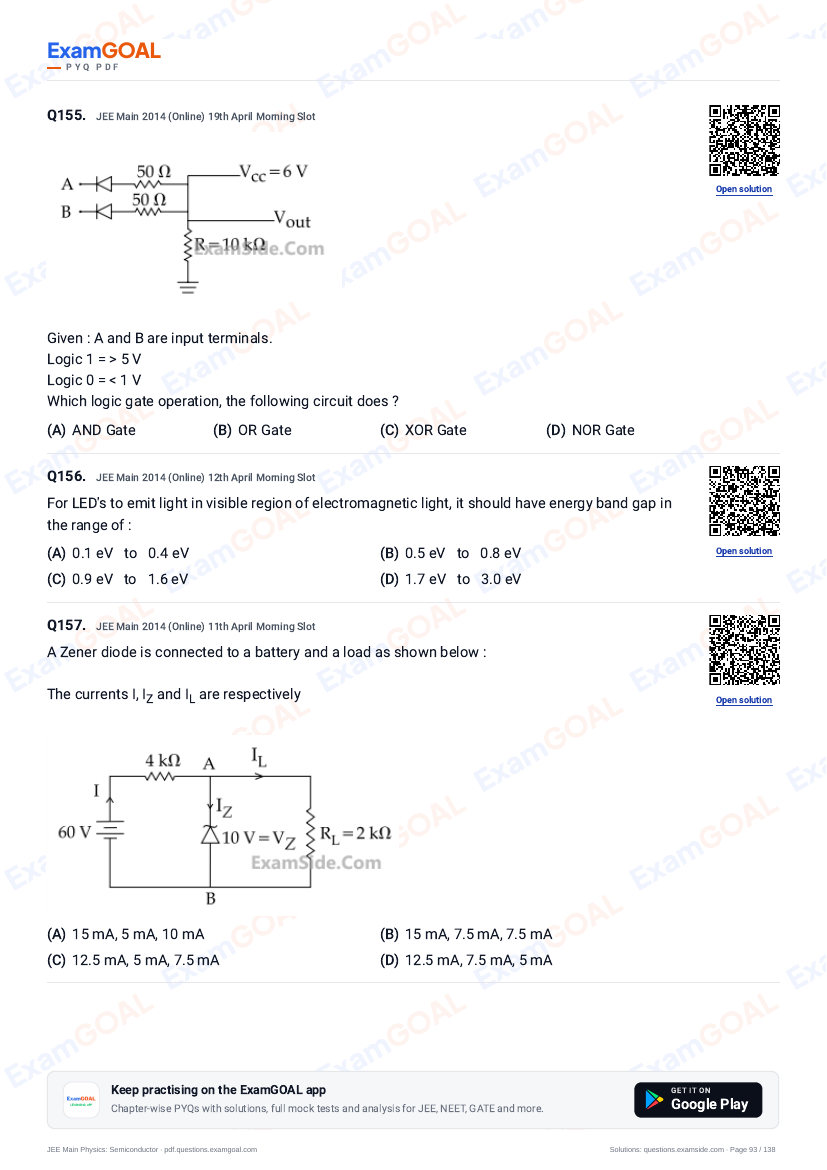 ExamGOAL
PYQ PDF
Q155. JEE Main 2014 (Online) 19th April Morning Slot
Open solution
50 Ω
V_CC = 6 V
A
50 Ω
B
V_out
R = 10 kΩ
ExamSide.Com
Given : A and B are input terminals.
Logic 1 = > 5 V
Logic 0 = < 1 V
Which logic gate operation, the following circuit does ?
(A) AND Gate (B) OR Gate (C) XOR Gate (D) NOR Gate
Q156. JEE Main 2014 (Online) 12th April Morning Slot
For LED's to emit light in visible region of electromagnetic light, it should have energy band gap in
the range of :
Open solution
(A) 0.1 eV to 0.4 eV (B) 0.5 eV to 0.8 eV
(C) 0.9 eV to 1.6 eV (D) 1.7 eV to 3.0 eV
Q157. JEE Main 2014 (Online) 11th April Morning Slot
A Zener diode is connected to a battery and a load as shown below :
The currents I, I_Z and I_L are respectively
Open solution
4 kΩ A I_L
I
I_Z
60 V
10 V = V_Z
R_L = 2 kΩ
ExamSide.Com
B
(A) 15 mA, 5 mA, 10 mA (B) 15 mA, 7.5 mA, 7.5 mA
(C) 12.5 mA, 5 mA, 7.5 mA (D) 12.5 mA, 7.5 mA, 5 mA
Keep practising on the ExamGOAL app
Chapter-wise PYQs with solutions, full mock tests and analysis for JEE, NEET, GATE and more.
ExamGOAL
GET IT ON
Google Play
JEE Main Physics: Semiconductor · pdf.questions.examgoal.com
Solutions: questions.examside.com · Page 93 / 138